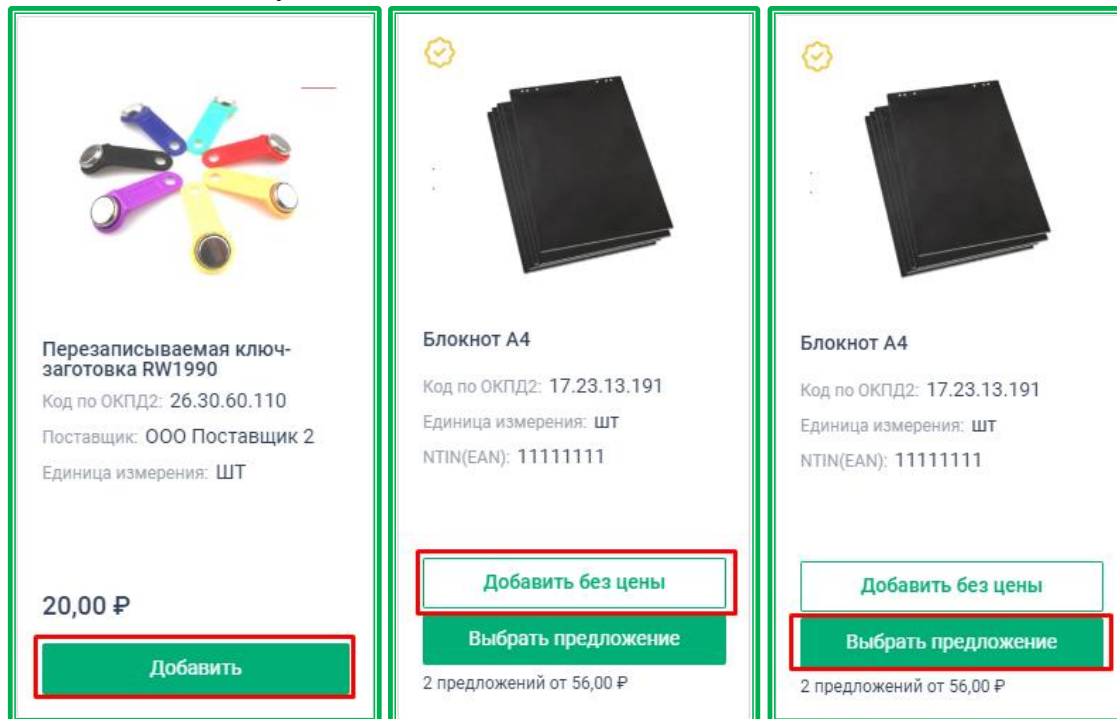 Перезаписываемая ключ-
заготовка RW1990
Код по ОКПД2: 26.30.60.110
Поставщик: ООО Поставщик 2
Единица измерения: ШТ
20,00 ₽
Добавить
Блокнот А4
Код по ОКПД2: 17.23.13.191
Единица измерения: ШТ
NTIN(EAN): 11111111
Добавить без цены
Выбрать предложение
2 предложений от 56,00 ₽
Блокнот А4
Код по ОКПД2: 17.23.13.191
Единица измерения: ШТ
NTIN(EAN): 11111111
Добавить без цены
Выбрать предложение
2 предложений от 56,00 ₽